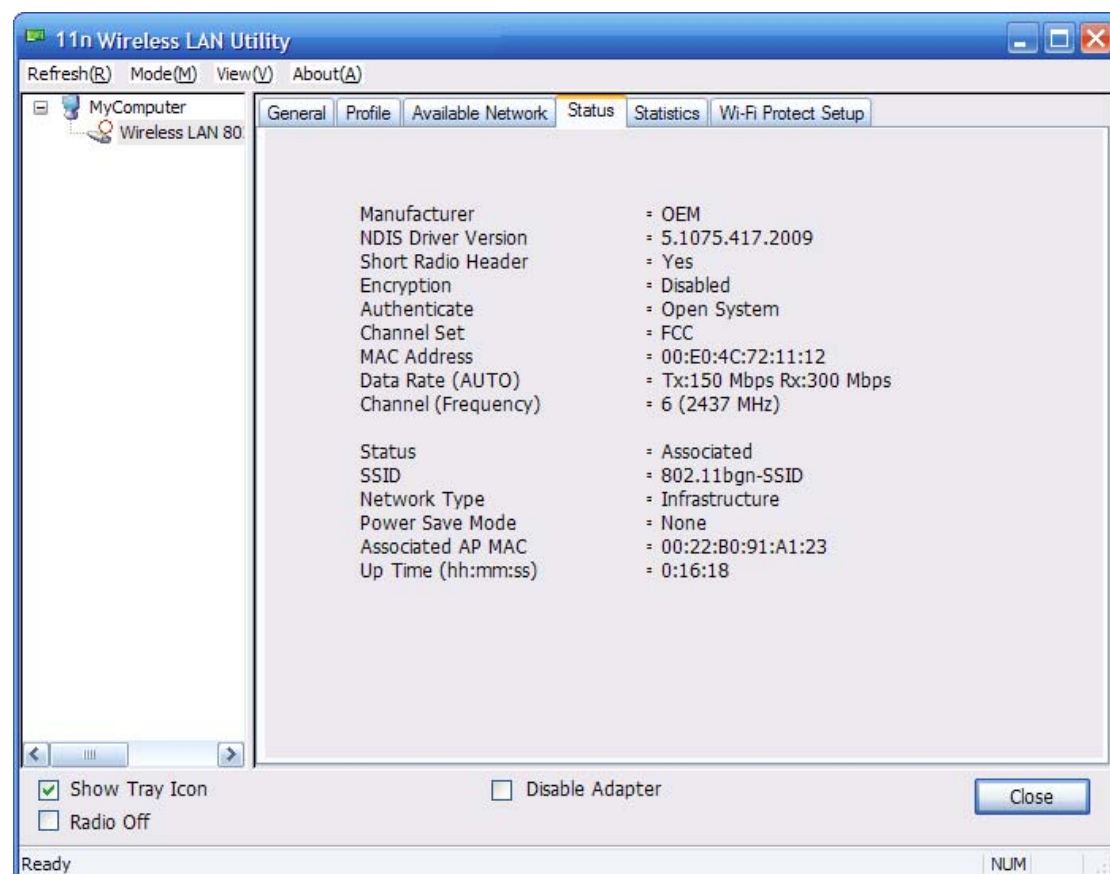 11n Wireless LAN Utility
Refresh(R) Mode(M) View(V) About(A)
MyComputer
Wireless LAN 80
General Profile Available Network Status Statistics Wi-Fi Protect Setup
Manufacturer = OEM
NDIS Driver Version = 5.1075.417.2009
Short Radio Header = Yes
Encryption = Disabled
Authenticate = Open System
Channel Set = FCC
MAC Address = 00:E0:4C:72:11:12
Data Rate (AUTO) = Tx:150 Mbps Rx:300 Mbps
Channel (Frequency) = 6 (2437 MHz)
Status = Associated
SSID = 802.11bgn-SSID
Network Type = Infrastructure
Power Save Mode = None
Associated AP MAC = 00:22:B0:91:A1:23
Up Time (hh:mm:ss) = 0:16:18
Show Tray Icon Disable Adapter Close
Radio Off
Ready NUM